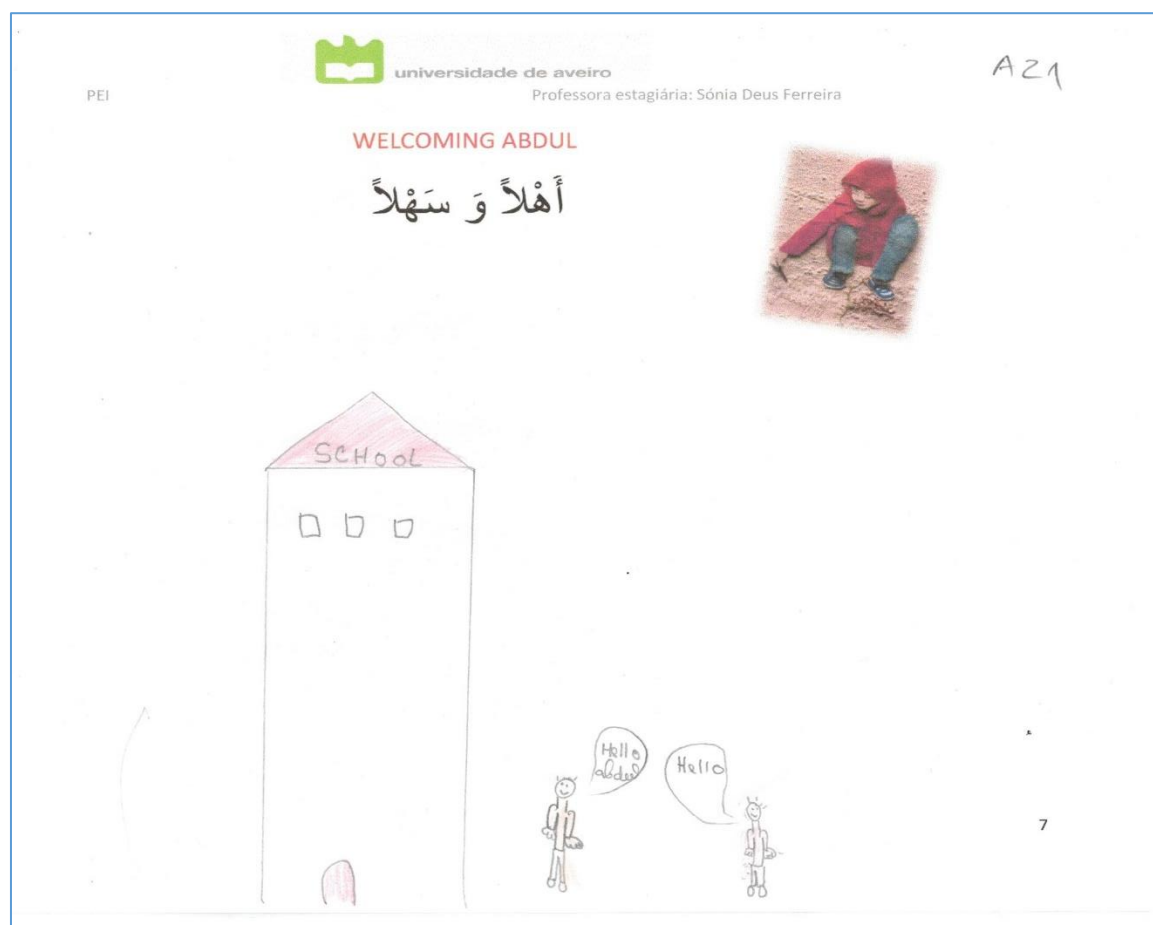 universidade de aveiro
A21
PEI
Professora estagiária: Sónia Deus Ferreira
WELCOMING ABDUL
أَهْلاً وَ سَهْلاً
SCHOOL
Hello
abdul
Hello
7